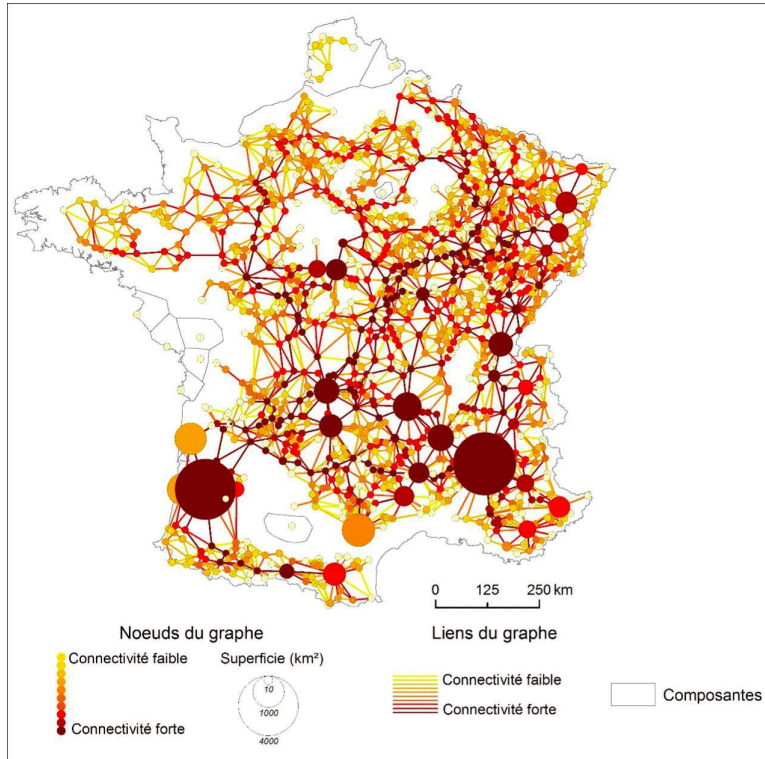 0 125 250 km
Noeuds du graphe
Connectivité faible
Connectivité forte
Superficie (km²)
10
1000
4000
Liens du graphe
Connectivité faible
Connectivité forte
Composantes